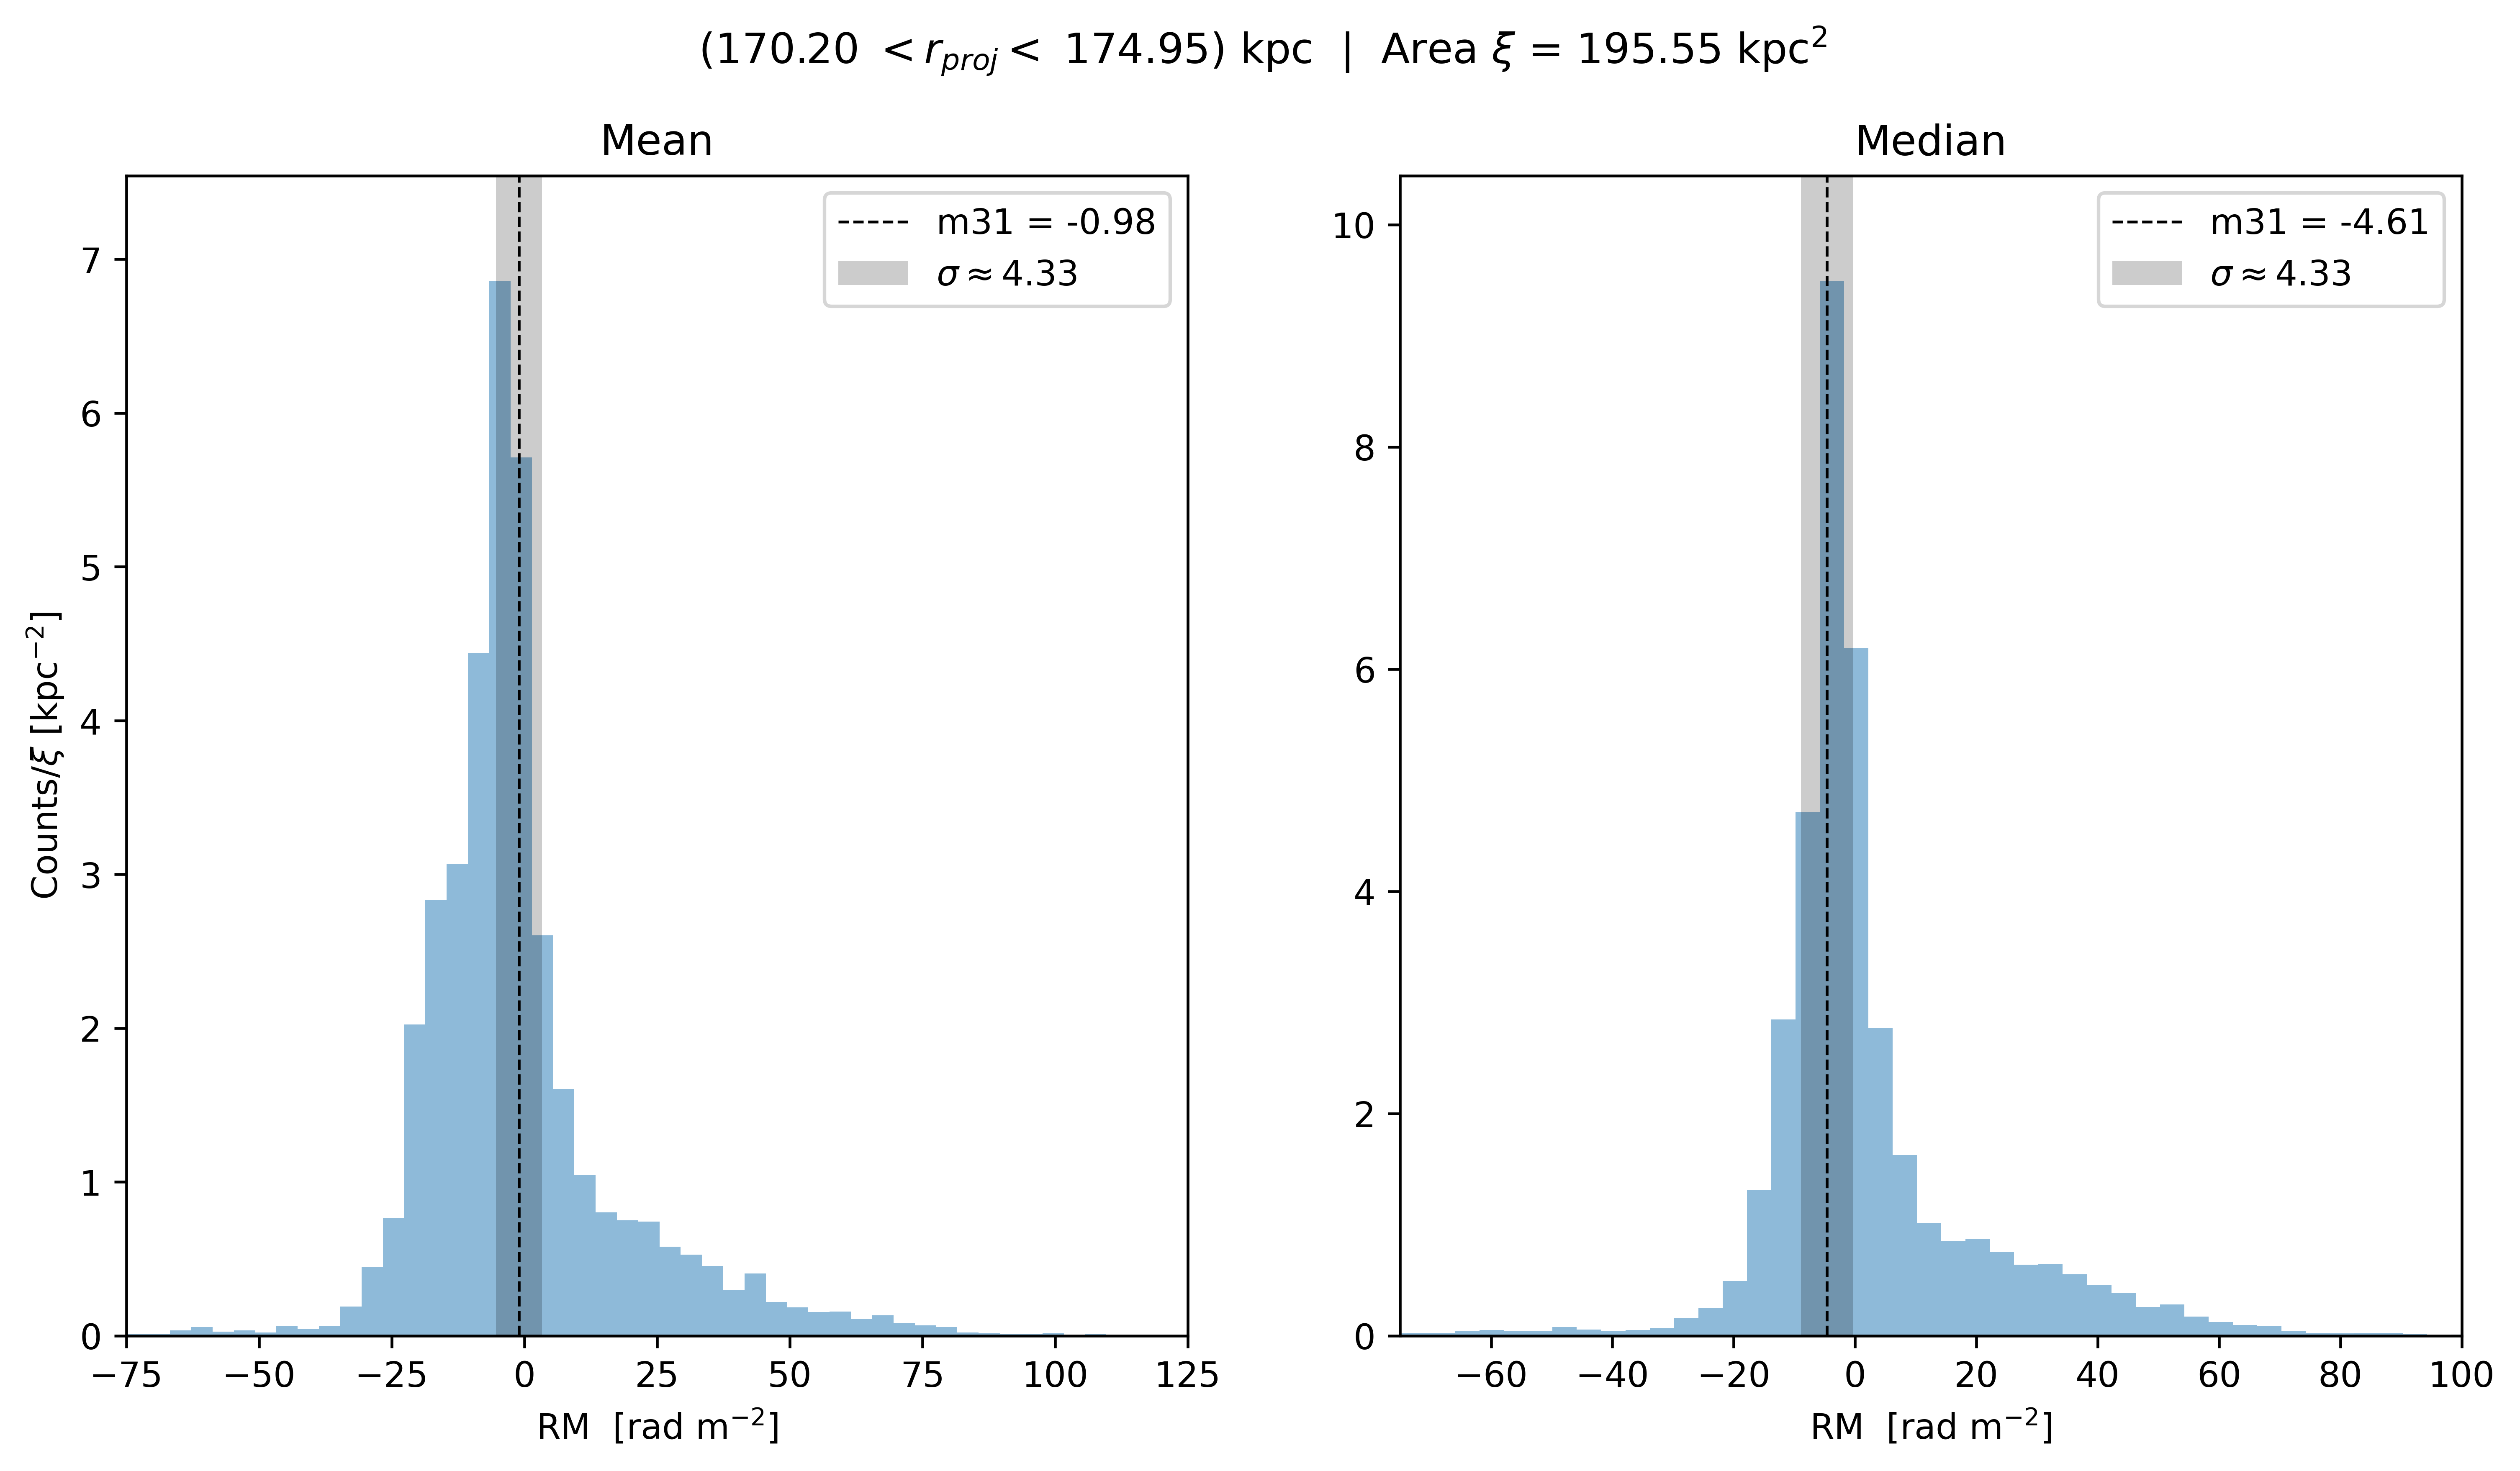 (170.20 < r_proj < 174.95) kpc | Area ξ = 195.55 kpc²
Mean
m31 = -0.98
σ ≈ 4.33
7
6
5
4
3
2
1
0
Counts/ξ [kpc⁻²]
−75 −50 −25 0 25 50 75 100 125
RM [rad m⁻²]
Median
m31 = -4.61
σ ≈ 4.33
10
8
6
4
2
0
−60 −40 −20 0 20 40 60 80 100
RM [rad m⁻²]